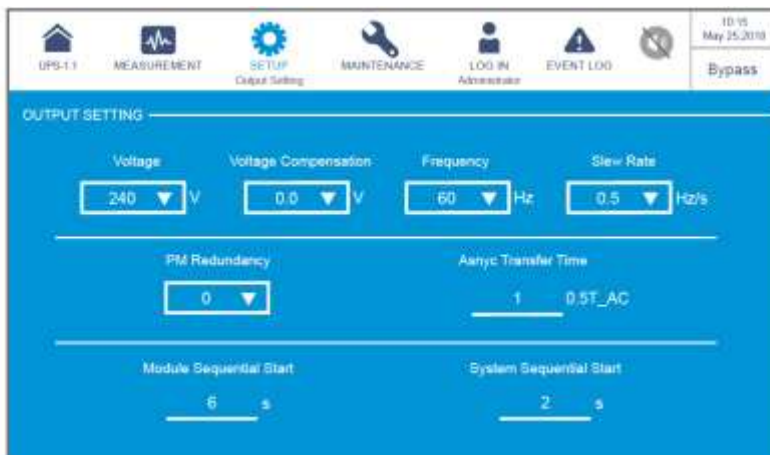 10:15
May 25,2018
UPS-1.1 MEASUREMENT SETUP MAINTENANCE LOG IN EVENT LOG
Output Setting Administrator
Bypass
OUTPUT SETTING
Voltage Voltage Compensation Frequency Slew Rate
240 V 0.0 V 60 Hz 0.5 Hz/s
PM Redundancy Asnyc Transfer Time
0 1 0.5T_AC
Module Sequential Start System Sequential Start
6 s 2 s